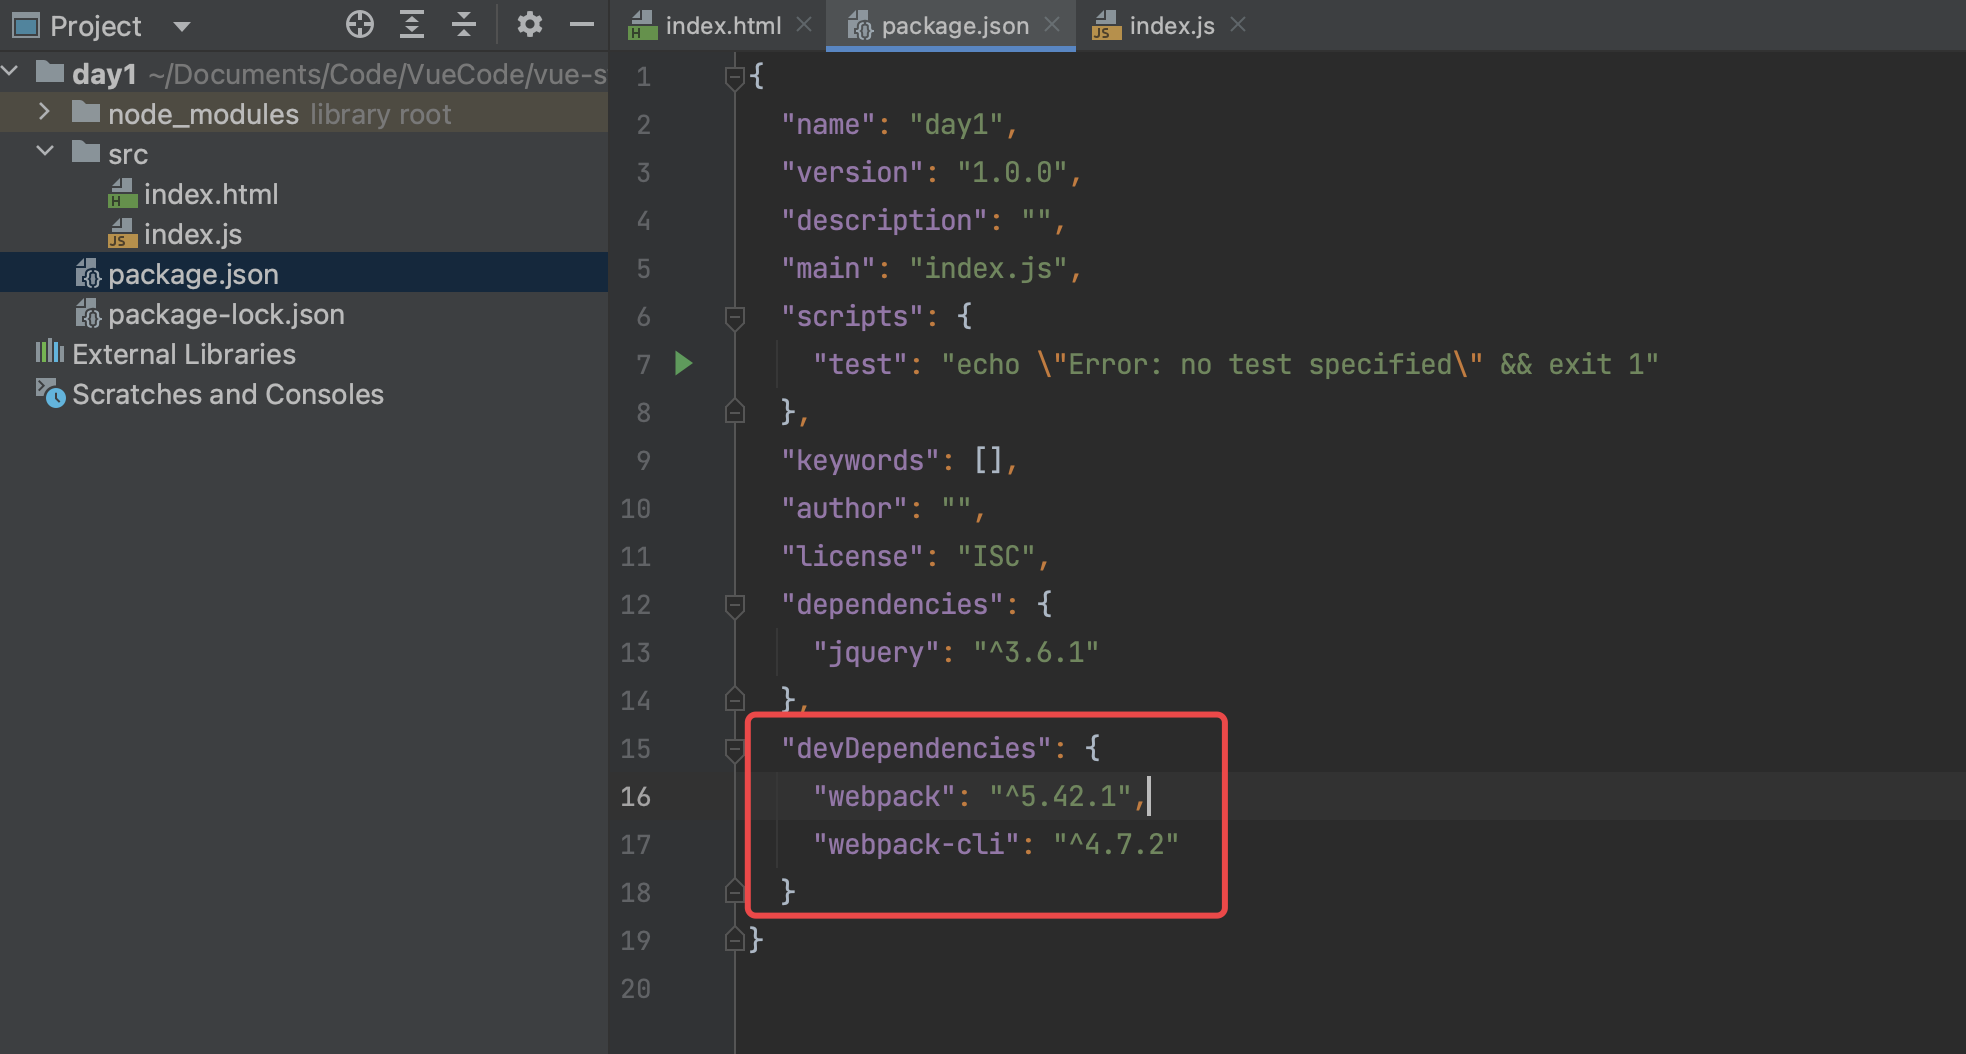 Project
index.html
package.json
index.js
day1 ~/Documents/Code/VueCode/vue-s
node_modules library root
src
index.html
index.js
package.json
package-lock.json
External Libraries
Scratches and Consoles
1 {
2 "name": "day1",
3 "version": "1.0.0",
4 "description": "",
5 "main": "index.js",
6 "scripts": {
7 "test": "echo \"Error: no test specified\" && exit 1"
8 },
9 "keywords": [],
10 "author": "",
11 "license": "ISC",
12 "dependencies": {
13 "jquery": "^3.6.1"
14 },
15 "devDependencies": {
16 "webpack": "^5.42.1",
17 "webpack-cli": "^4.7.2"
18 }
19 }
20